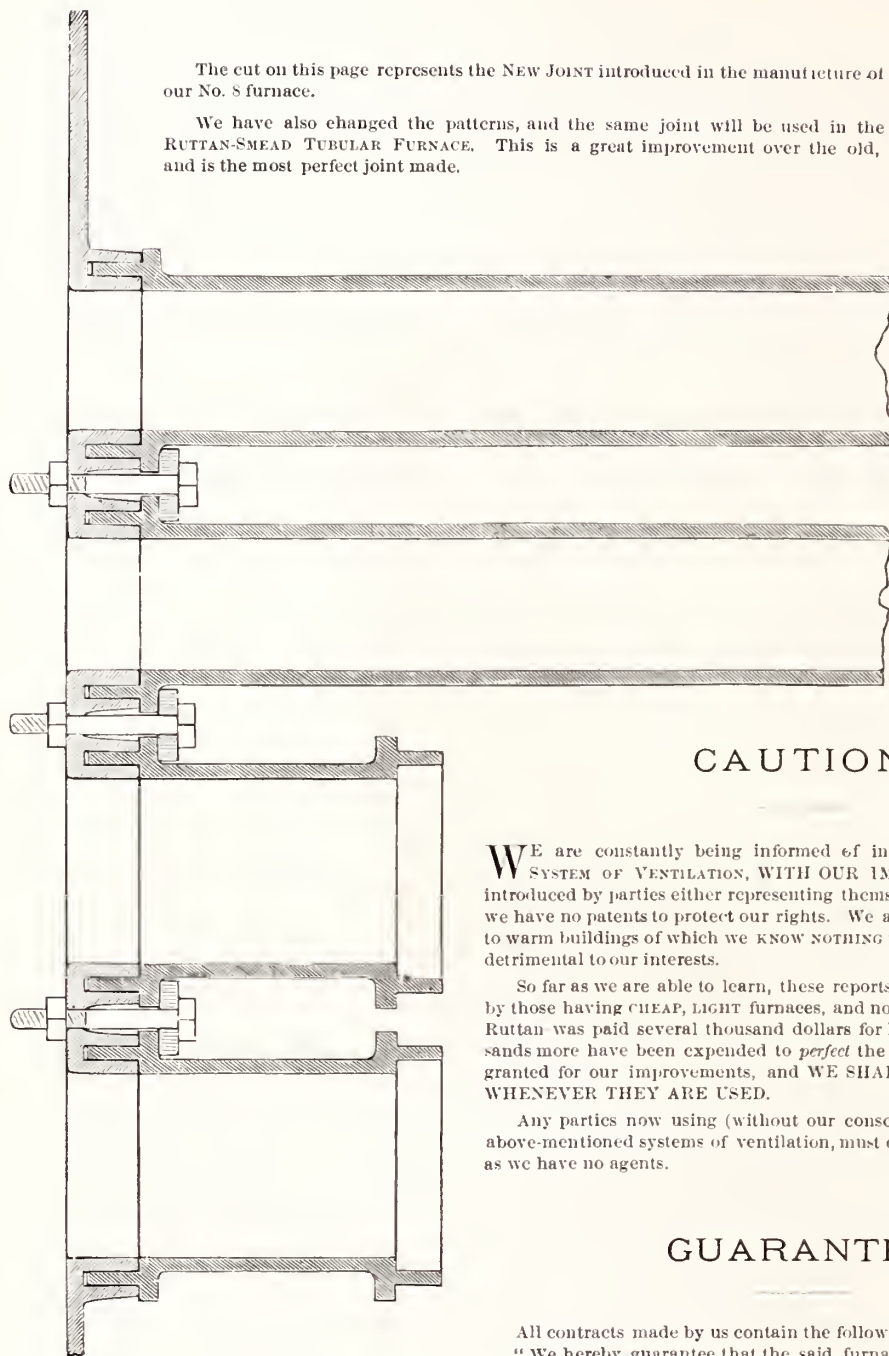 The cut on this page represents the NEW JOINT introduced in the manufacture of
our No. 8 furnace.
We have also changed the patterns, and the same joint will be used in the
RUTTAN-SMEAD TUBULAR FURNACE. This is a great improvement over the old,
and is the most perfect joint made.
CAUTION
WE are constantly being informed of in
SYSTEM OF VENTILATION, WITH OUR IM
introduced by parties either representing thems
we have no patents to protect our rights. We a
to warm buildings of which we KNOW NOTHING
detrimental to our interests.
So far as we are able to learn, these reports
by those having CHEAP, LIGHT furnaces, and no
Ruttan was paid several thousand dollars for
sands more have been expended to perfect the
granted for our improvements, and WE SHA
WHENEVER THEY ARE USED.
Any parties now using (without our conse
above-mentioned systems of ventilation, must
as we have no agents.
GUARANT
All contracts made by us contain the follow
"We hereby guarantee that the said furna